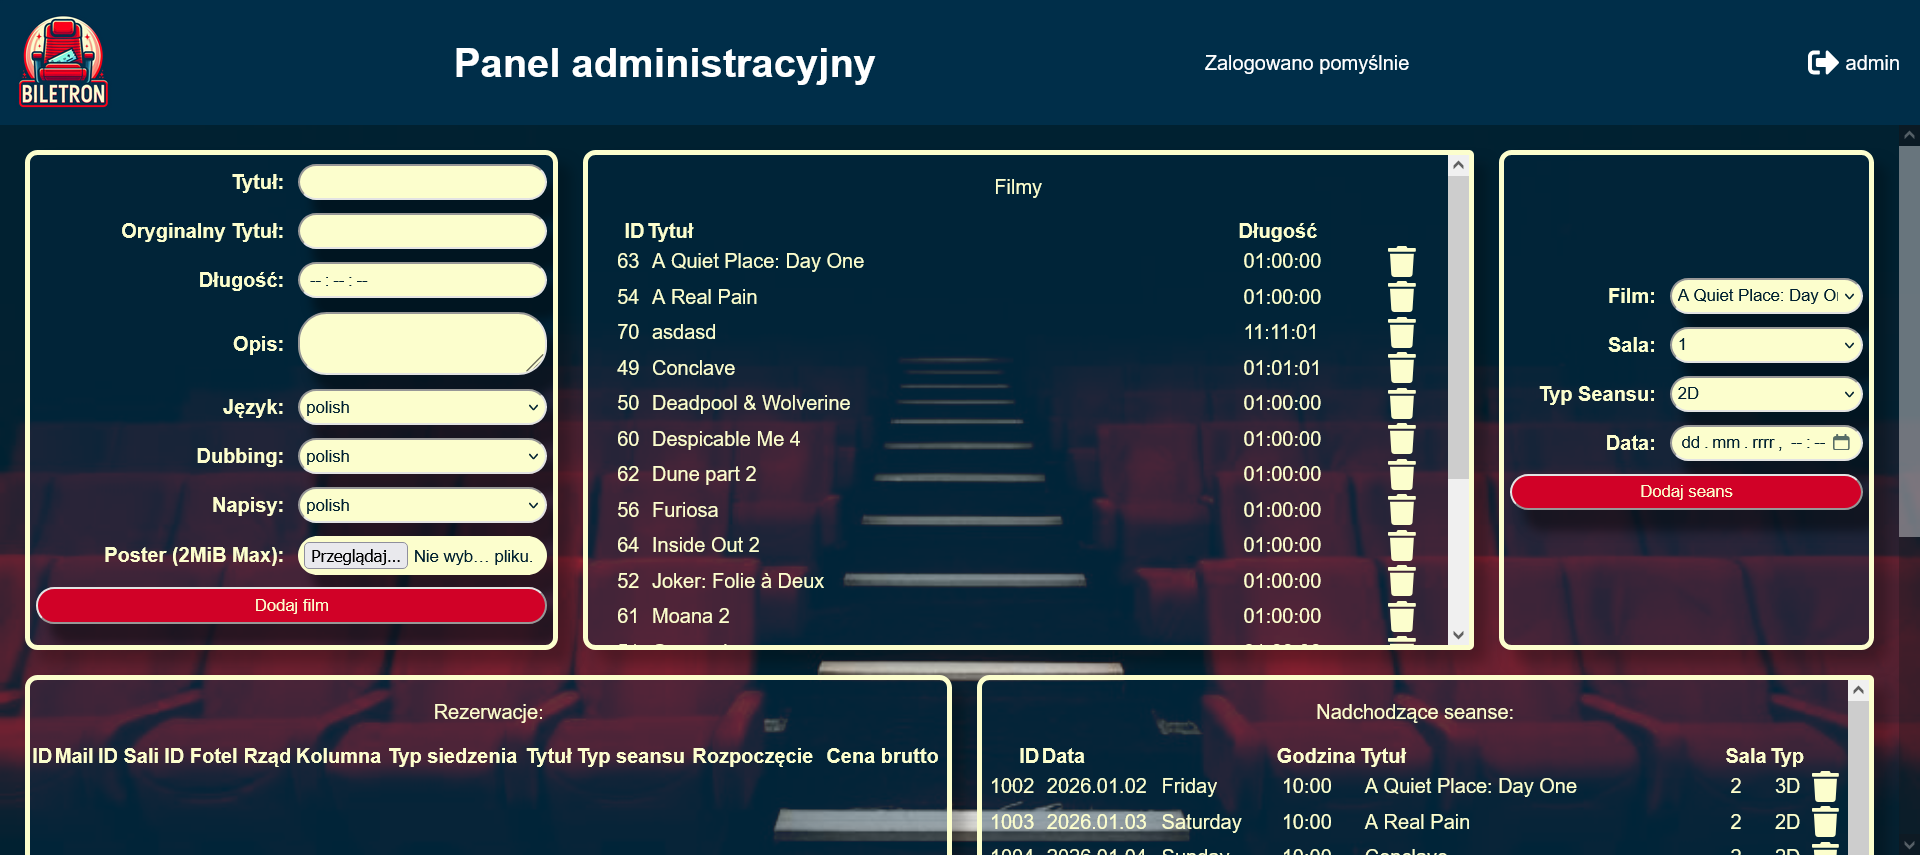 BILETRON
Panel administracyjny
Zalogowano pomyślnie
admin
Tytuł:
Oryginalny Tytuł:
Długość: -- : -- : --
Opis:
Język: polish
Dubbing: polish
Napisy: polish
Poster (2MiB Max): Przeglądaj... Nie wyb... pliku.
Dodaj film
Filmy
ID Tytuł Długość
63 A Quiet Place: Day One 01:00:00
54 A Real Pain 01:00:00
70 asdasd 11:11:01
49 Conclave 01:01:01
50 Deadpool & Wolverine 01:00:00
60 Despicable Me 4 01:00:00
62 Dune part 2 01:00:00
56 Furiosa 01:00:00
64 Inside Out 2 01:00:00
52 Joker: Folie à Deux 01:00:00
61 Moana 2 01:00:00
Film: A Quiet Place: Day
Sala: 1
Typ Seansu: 2D
Data: dd . mm . rrrr , -- : --
Dodaj seans
Rezerwacje:
ID Mail ID Sali ID Fotel Rząd Kolumna Typ siedzenia Tytuł Typ seansu Rozpoczęcie Cena brutto
Nadchodzące seanse:
ID Data Godzina Tytuł Sala Typ
1002 2026.01.02 Friday 10:00 A Quiet Place: Day One 2 3D
1003 2026.01.03 Saturday 10:00 A Real Pain 2 2D